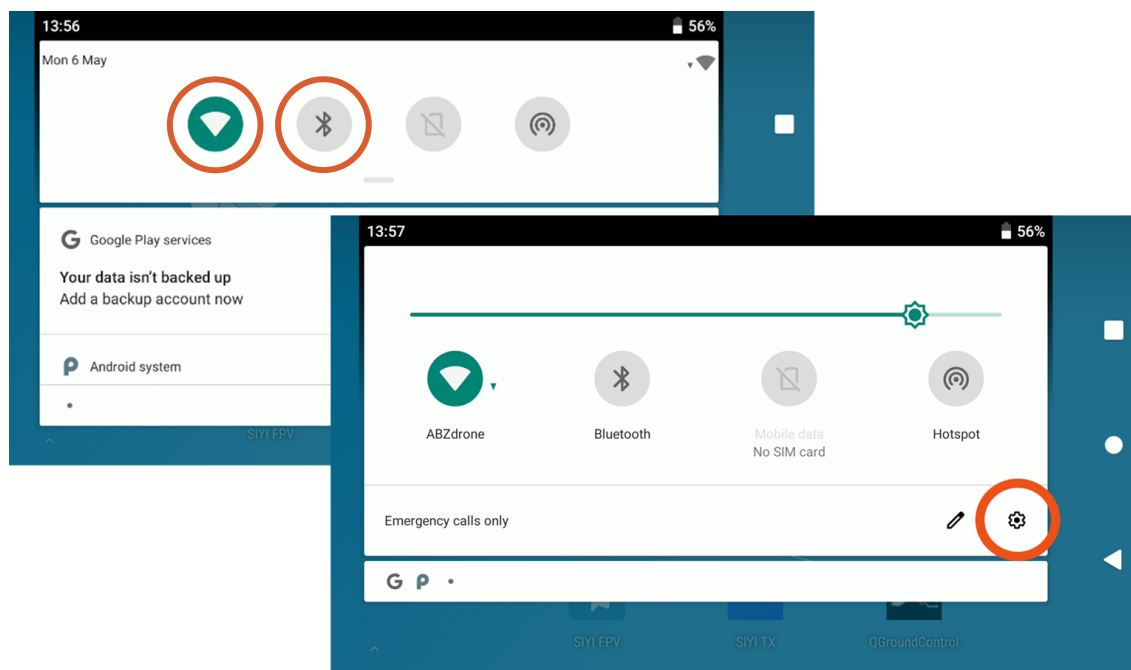 13:56
56%
Mon 6 May
Google Play services
Your data isn't backed up
Add a backup account now
Android system
SIYI FPV
13:57
56%
ABZdrone
Bluetooth
Mobile data
No SIM card
Hotspot
Emergency calls only
SIYI FPV
SIYI TX
QGroundControl